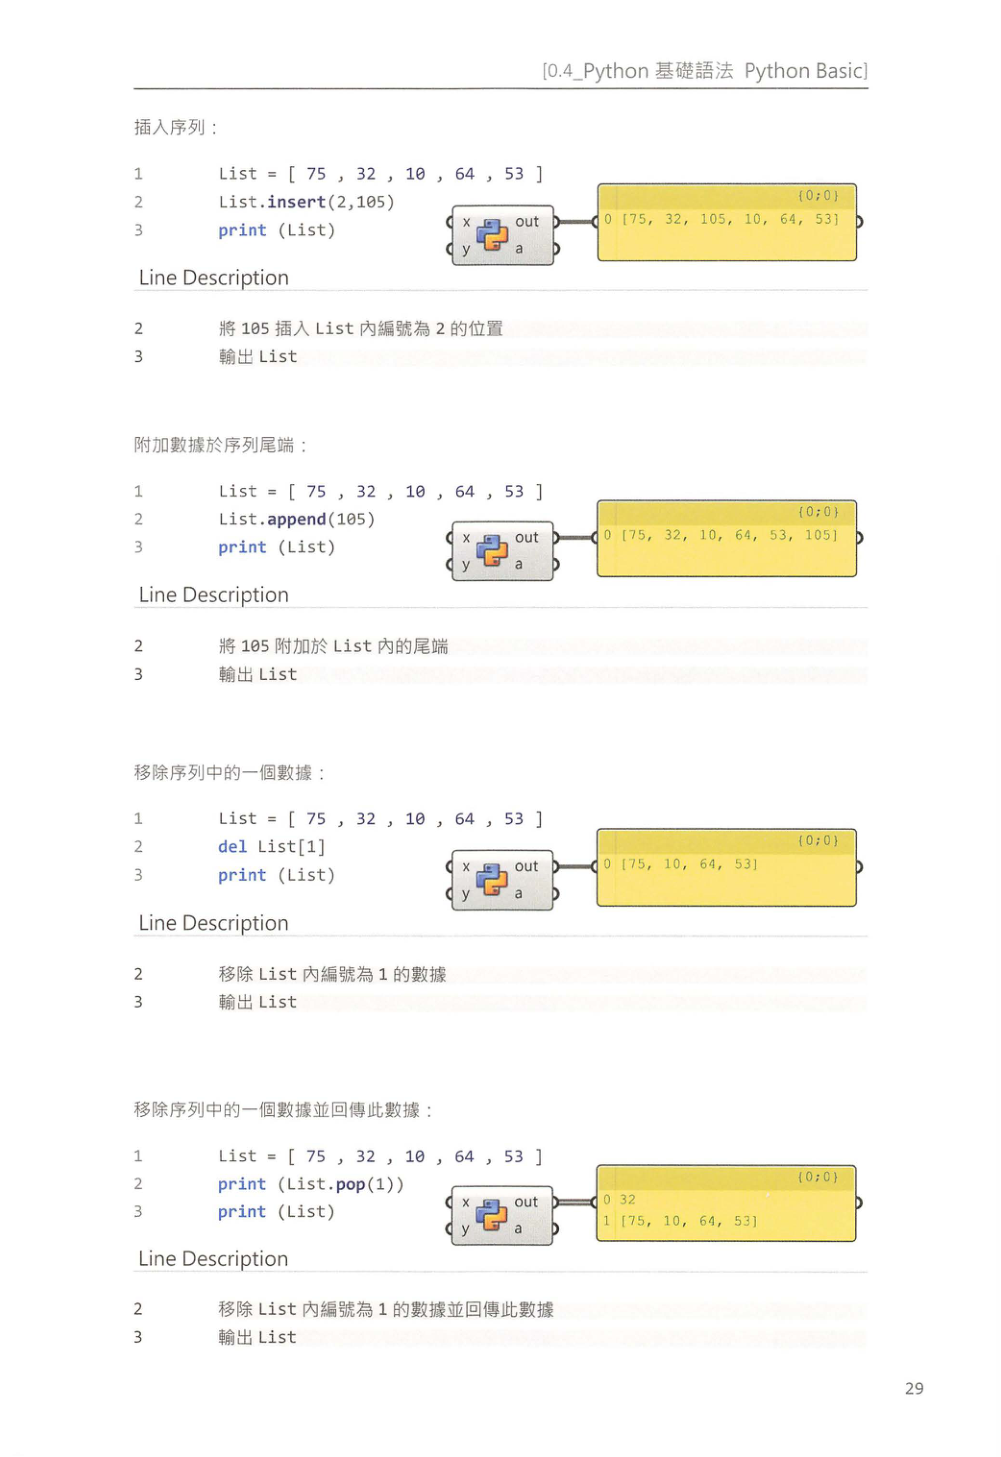 [0.4_Python 基礎語法 Python Basic]
插入序列：
1 List = [ 75 , 32 , 10 , 64 , 53 ]
2 List.insert(2,105)
3 print (List)
x out
y a
{0;0}
0 [75, 32, 105, 10, 64, 53]
Line Description
2 將 105 插入 List 內編號為 2 的位置
3 輸出 List
附加數據於序列尾端：
1 List = [ 75 , 32 , 10 , 64 , 53 ]
2 List.append(105)
3 print (List)
x out
y a
{0;0}
0 [75, 32, 10, 64, 53, 105]
Line Description
2 將 105 附加於 List 內的尾端
3 輸出 List
移除序列中的一個數據：
1 List = [ 75 , 32 , 10 , 64 , 53 ]
2 del List[1]
3 print (List)
x out
y a
{0;0}
0 [75, 10, 64, 53]
Line Description
2 移除 List 內編號為 1 的數據
3 輸出 List
移除序列中的一個數據並回傳此數據：
1 List = [ 75 , 32 , 10 , 64 , 53 ]
2 print (List.pop(1))
3 print (List)
x out
y a
{0;0}
0 32
1 [75, 10, 64, 53]
Line Description
2 移除 List 內編號為 1 的數據並回傳此數據
3 輸出 List
29